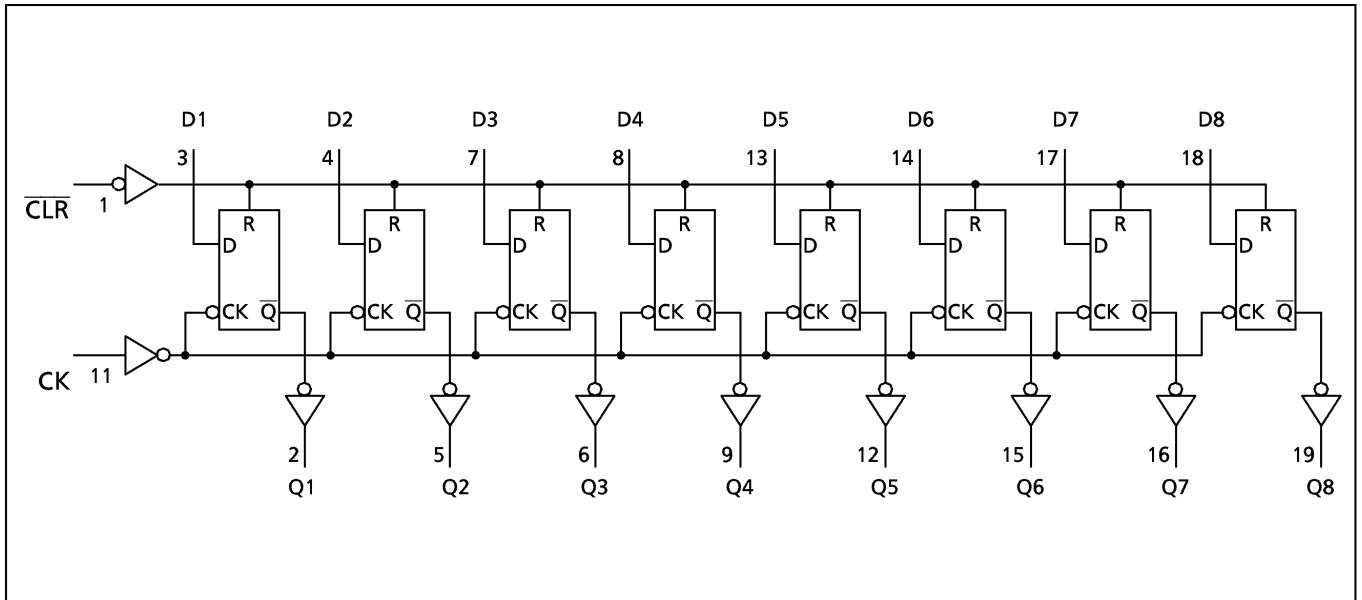 D1 D2 D3 D4 D5 D6 D7 D8
3 4 7 8 13 14 17 18
C̅L̅R̅ 1
R R R R R R R R
D D D D D D D D
CK Q̅ CK Q̅ CK Q̅ CK Q̅ CK Q̅ CK Q̅ CK Q̅ CK Q̅
CK 11
2 5 6 9 12 15 16 19
Q1 Q2 Q3 Q4 Q5 Q6 Q7 Q8